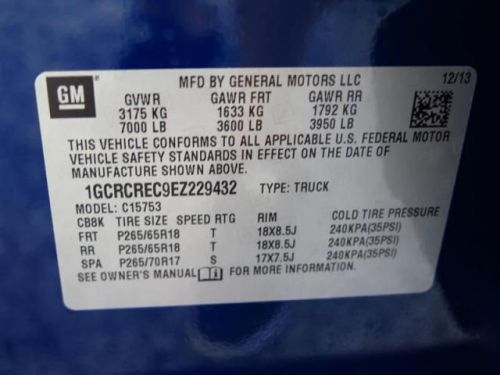 GM
MFD BY GENERAL MOTORS LLC 12/13
GVWR GAWR FRT GAWR RR
3175 KG 1633 KG 1792 KG
7000 LB 3600 LB 3950 LB
THIS VEHICLE CONFORMS TO ALL APPLICABLE U.S. FEDERAL MOTOR
VEHICLE SAFETY STANDARDS IN EFFECT ON THE DATE OF
MANUFACTURE SHOWN ABOVE.
1GCRCREC9EZ229432 TYPE: TRUCK
MODEL: C15753
CB8K TIRE SIZE SPEED RTG RIM COLD TIRE PRESSURE
FRT P265/65R18 T 18X8.5J 240KPA(35PSI)
RR P265/65R18 T 18X8.5J 240KPA(35PSI)
SPA P265/70R17 S 17X7.5J 240KPA(35PSI)
SEE OWNER'S MANUAL FOR MORE INFORMATION.